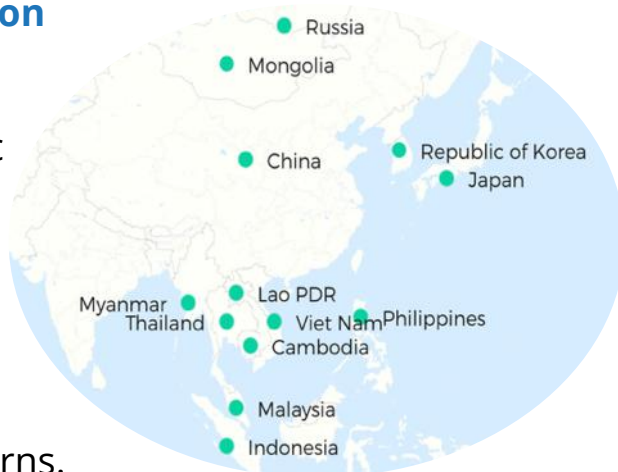 on
Russia
Mongolia
t
Republic of Korea
China
Japan
Lao PDR
Myanmar
Thailand
Viet Nam
Philippines
Cambodia
Malaysia
Indonesia
rns.